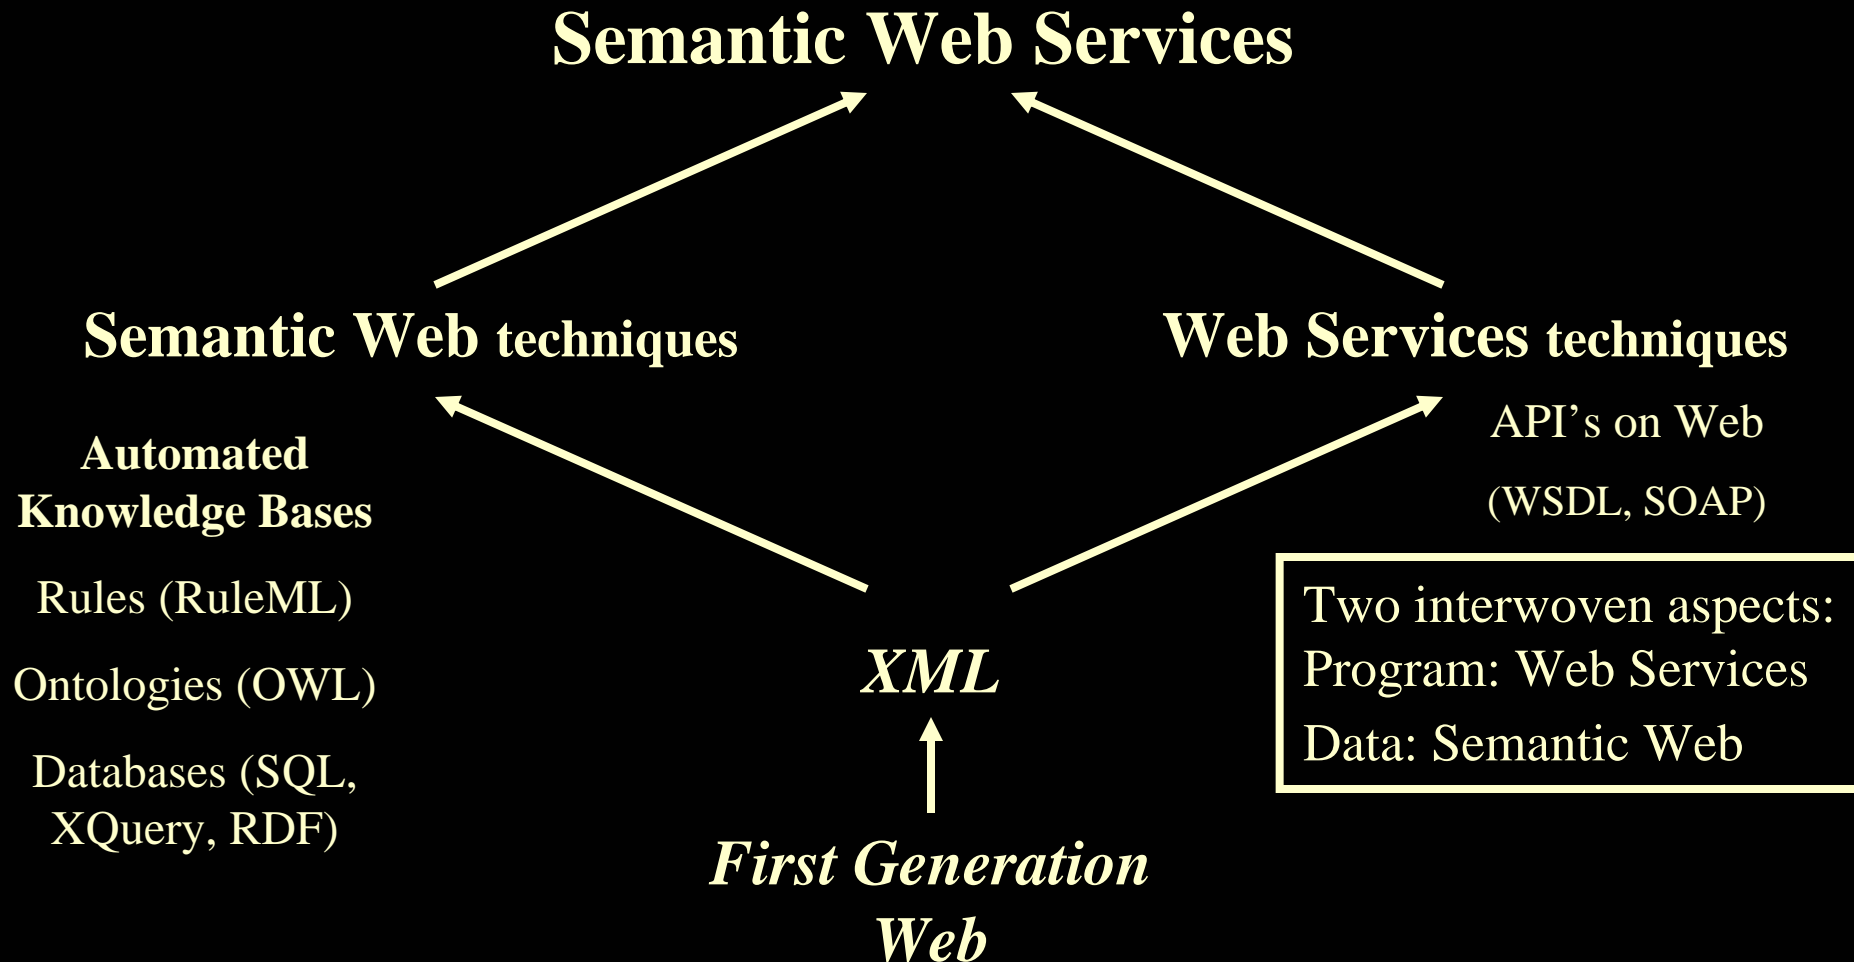 Semantic Web Services
Semantic Web techniques
Web Services techniques
Automated
Knowledge Bases
Rules (RuleML)
Ontologies (OWL)
Databases (SQL,
XQuery, RDF)
API’s on Web
(WSDL, SOAP)
Two interwoven aspects:
Program: Web Services
Data: Semantic Web
XML
First Generation
Web